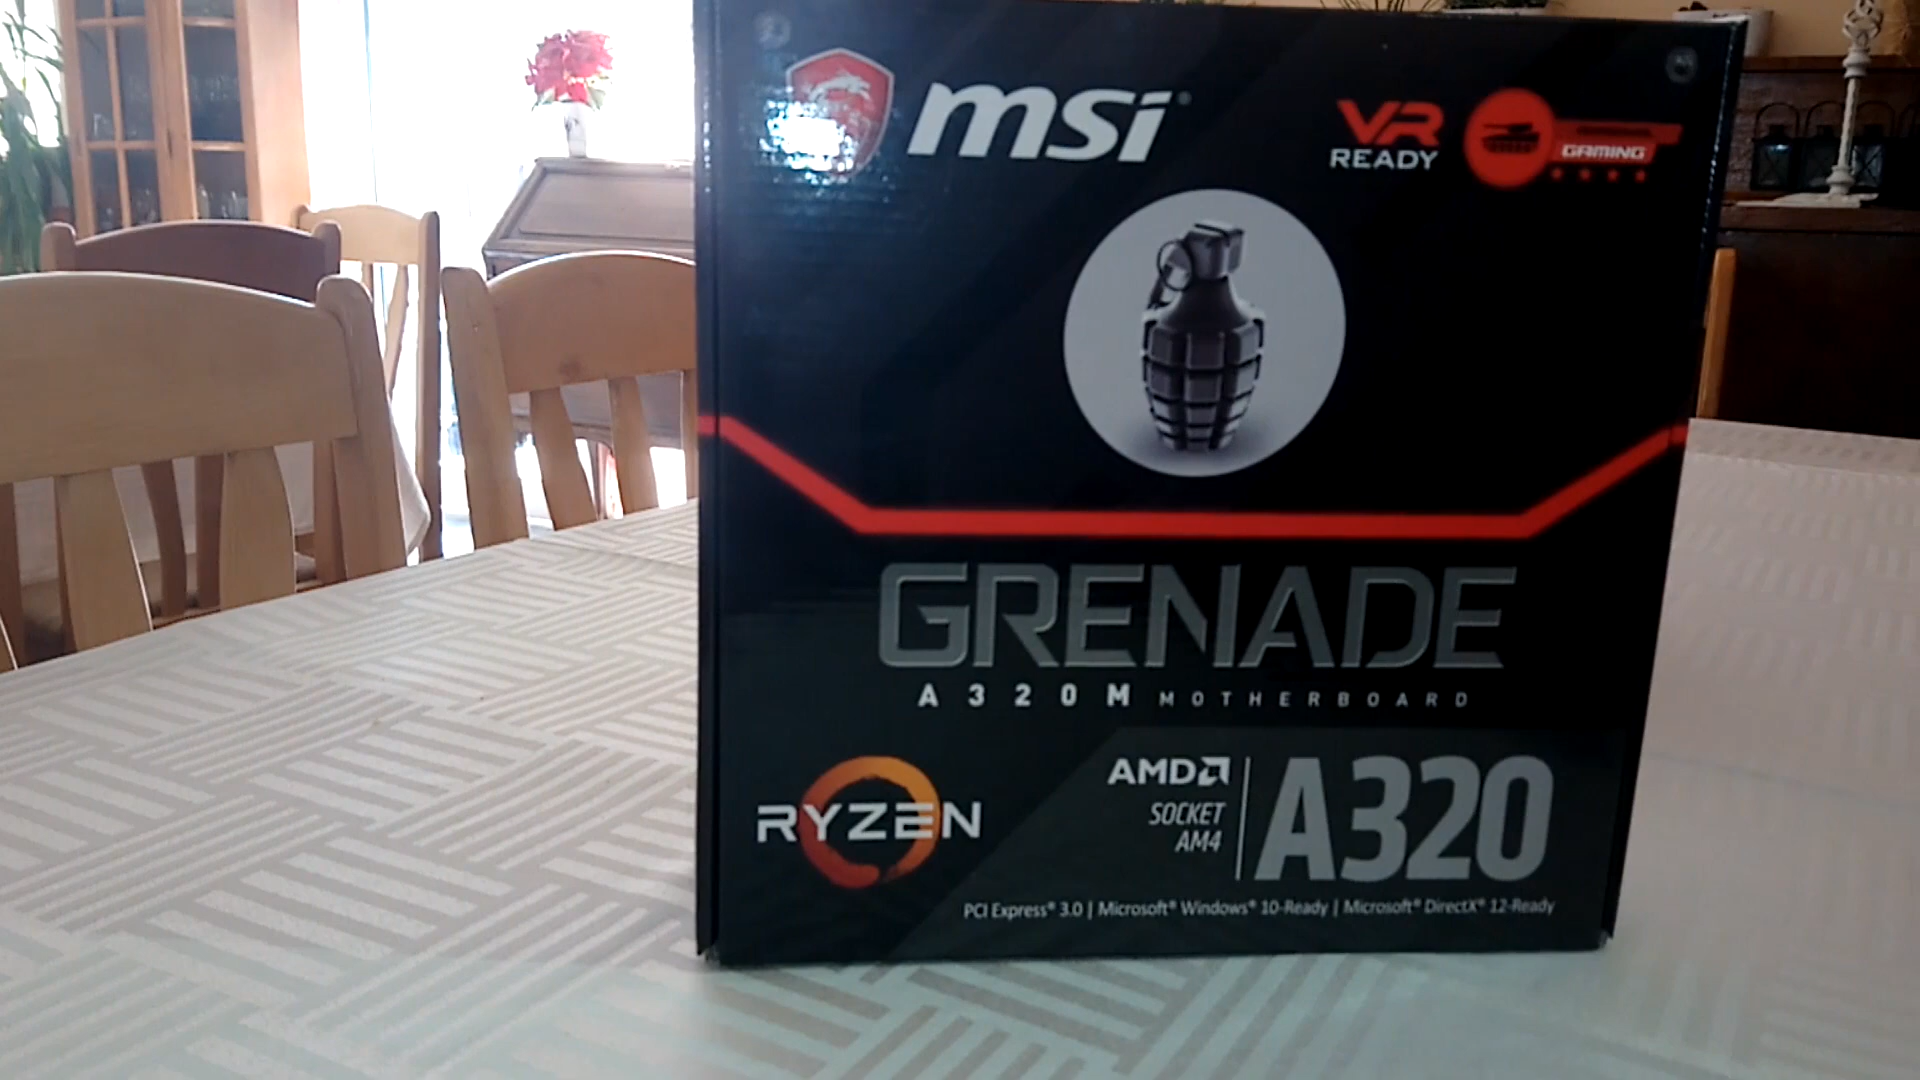 msi
VR
READY
GAMING
GRENADE
A320M MOTHERBOARD
RYZEN
AMD
SOCKET
AM4
A320
PCI Express® 3.0 | Microsoft® Windows® 10-Ready | Microsoft® DirectX® 12-Ready